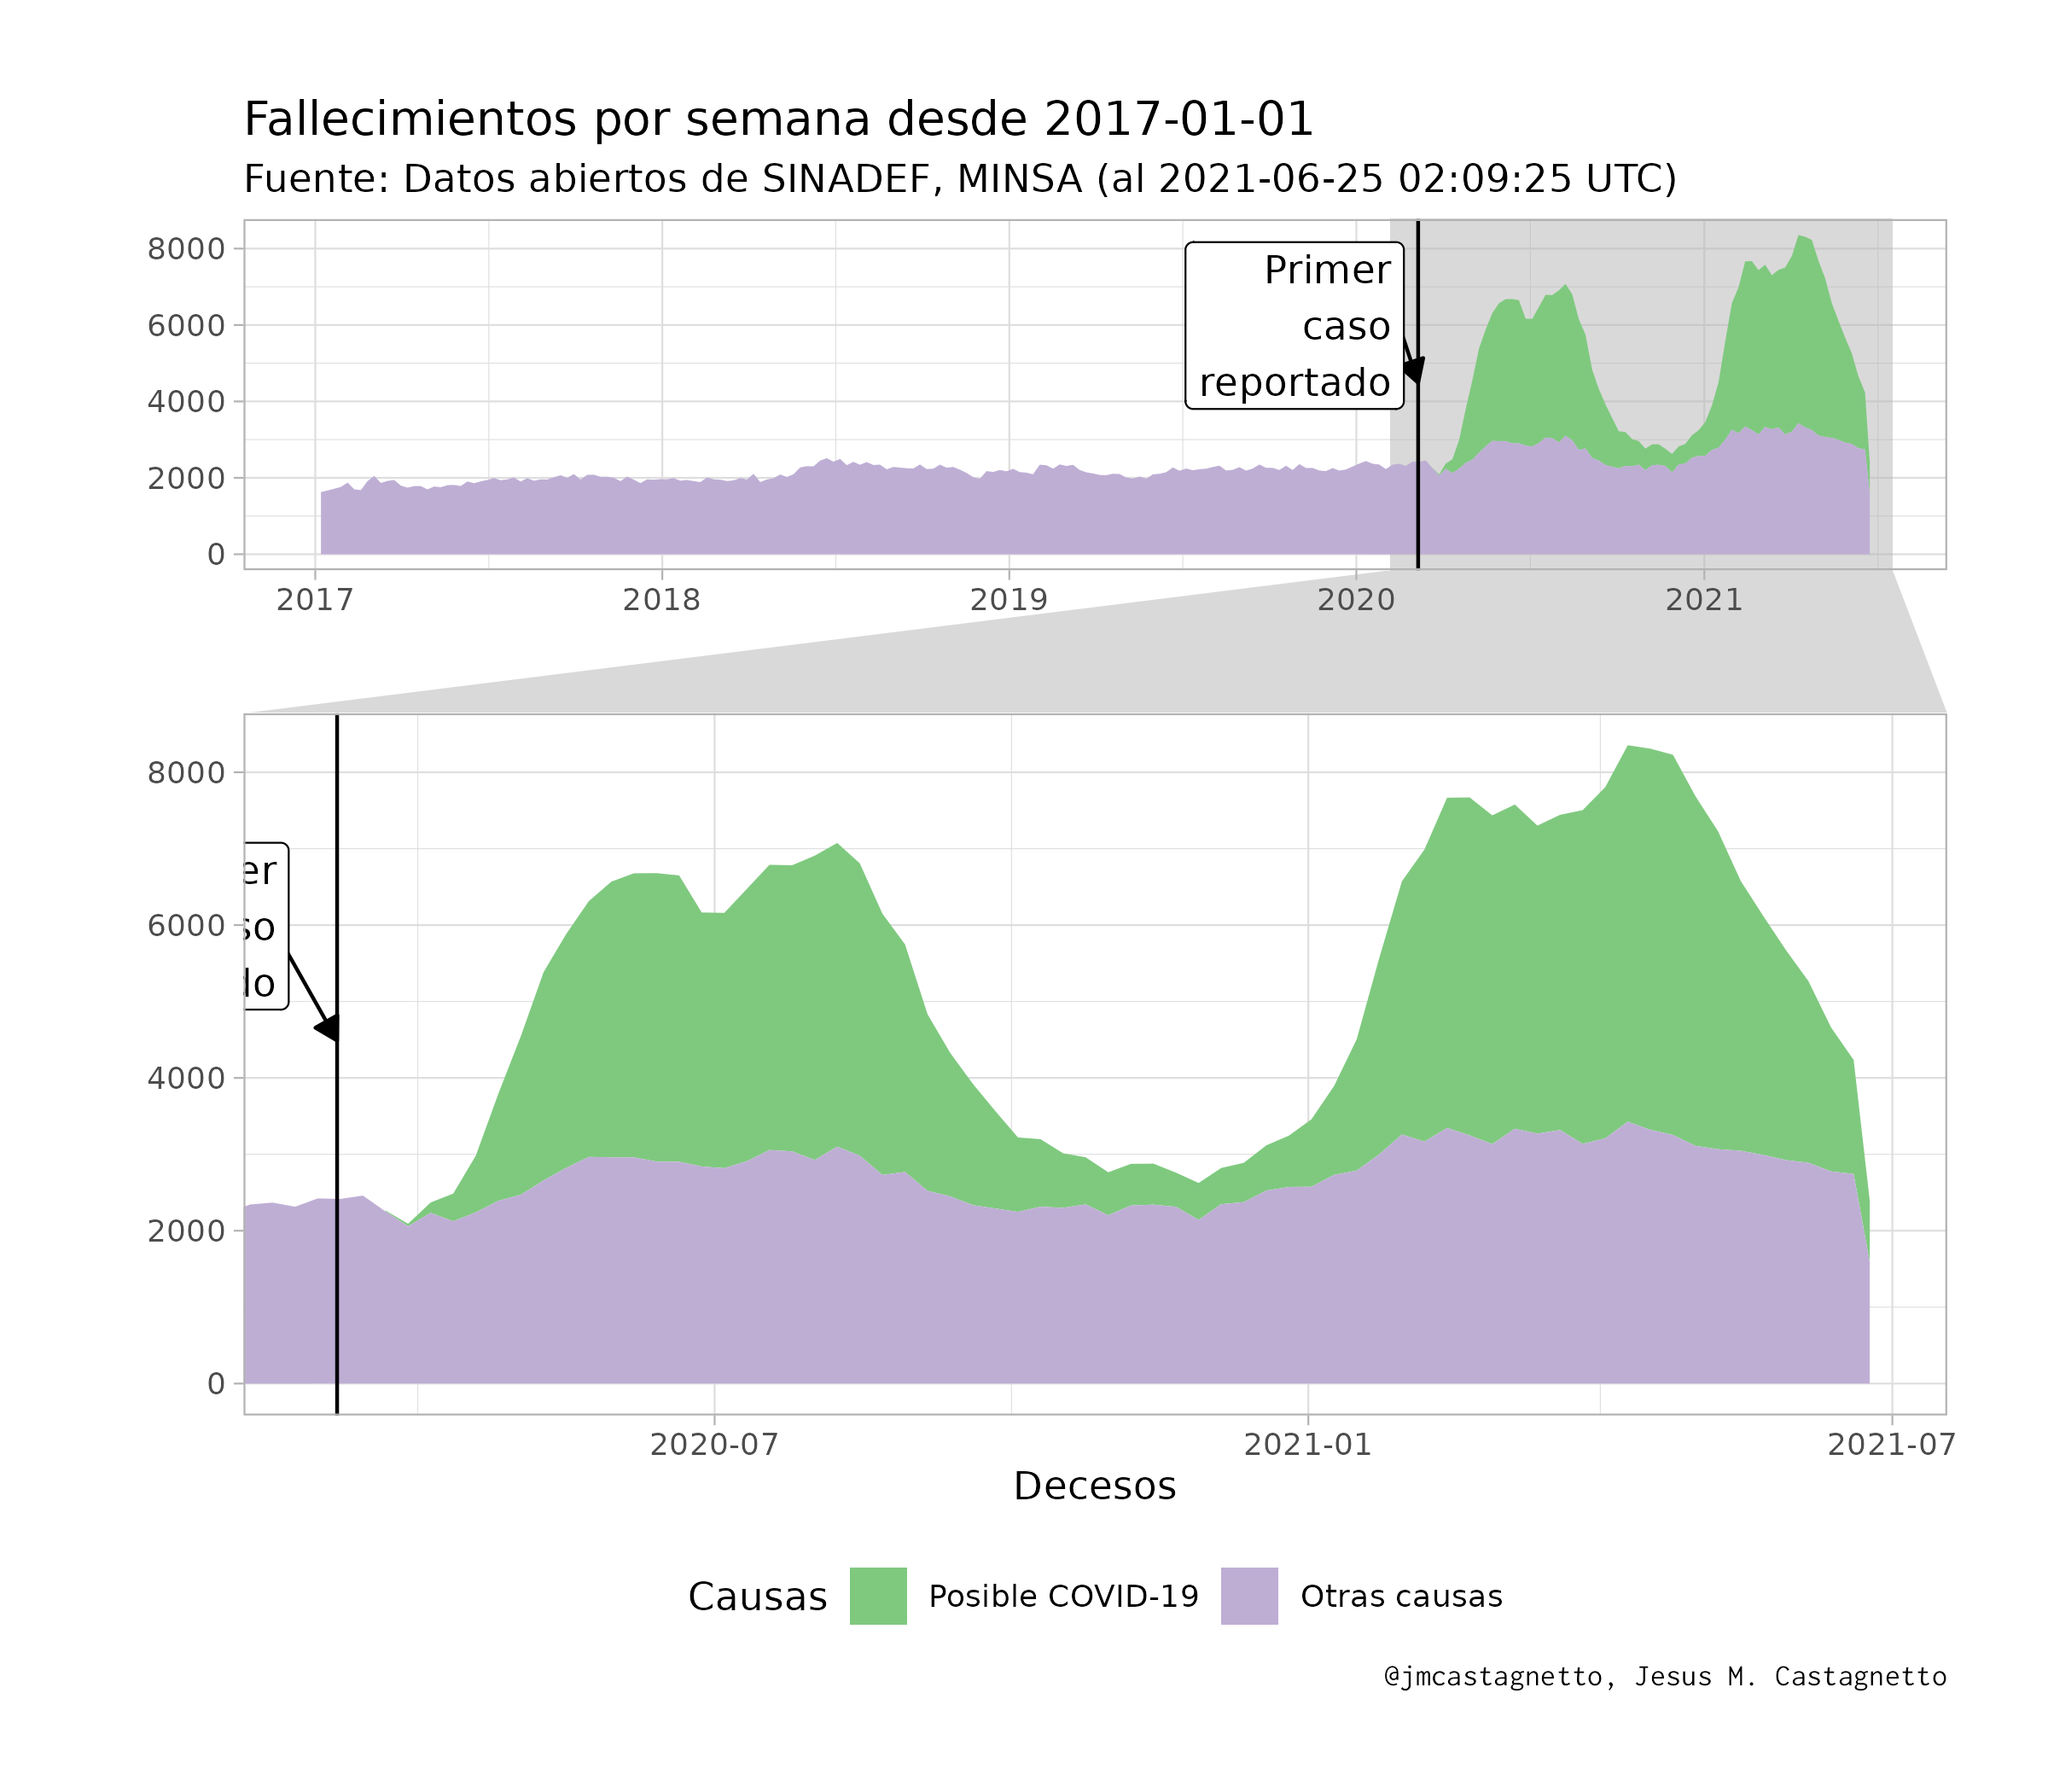 Fallecimientos por semana desde 2017-01-01
Fuente: Datos abiertos de SINADEF, MINSA (al 2021-06-25 02:09:25 UTC)
8000
6000
4000
2000
0
Primer
caso
reportado
2017
2018
2019
2020
2021
8000
6000
4000
2000
0
er
so
do
2020-07
2021-01
2021-07
Decesos
Causas
Posible COVID-19
Otras causas
@jmcastagnetto, Jesus M. Castagnetto